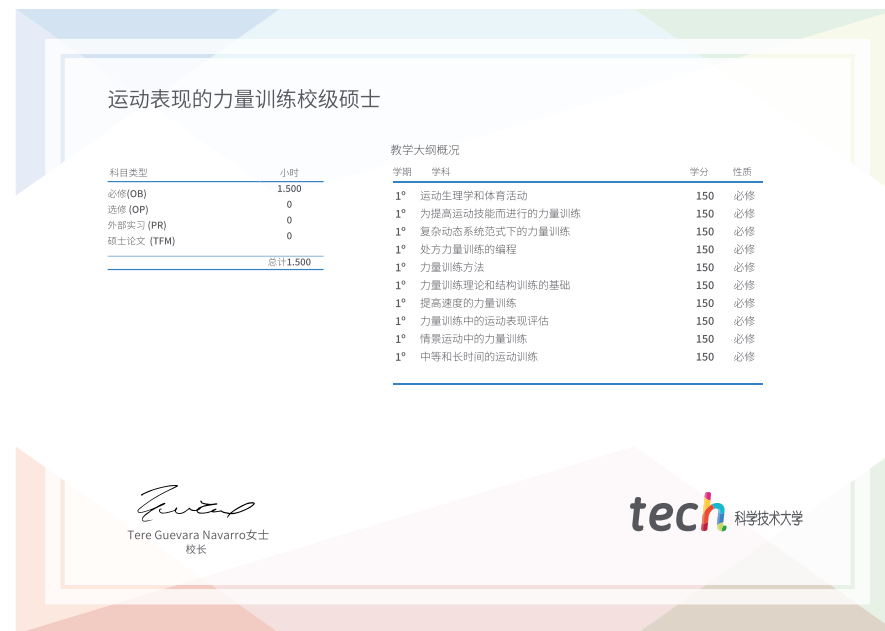 运动表现的力量训练校级硕士
科目类型 小时
必修(OB) 1.500
选修 (OP) 0
外部实习 (PR) 0
硕士论文 (TFM) 0
总计1.500
教学大纲概况
学期 学科 学分 性质
1º 运动生理学和体育活动 150 必修
1º 为提高运动技能而进行的力量训练 150 必修
1º 复杂动态系统范式下的力量训练 150 必修
1º 处方力量训练的编程 150 必修
1º 力量训练方法 150 必修
1º 力量训练理论和结构训练的基础 150 必修
1º 提高速度的力量训练 150 必修
1º 力量训练中的运动表现评估 150 必修
1º 情景运动中的力量训练 150 必修
1º 中等和长时间的运动训练 150 必修
Tere Guevara Navarro女士
校长
tech 科学技术大学